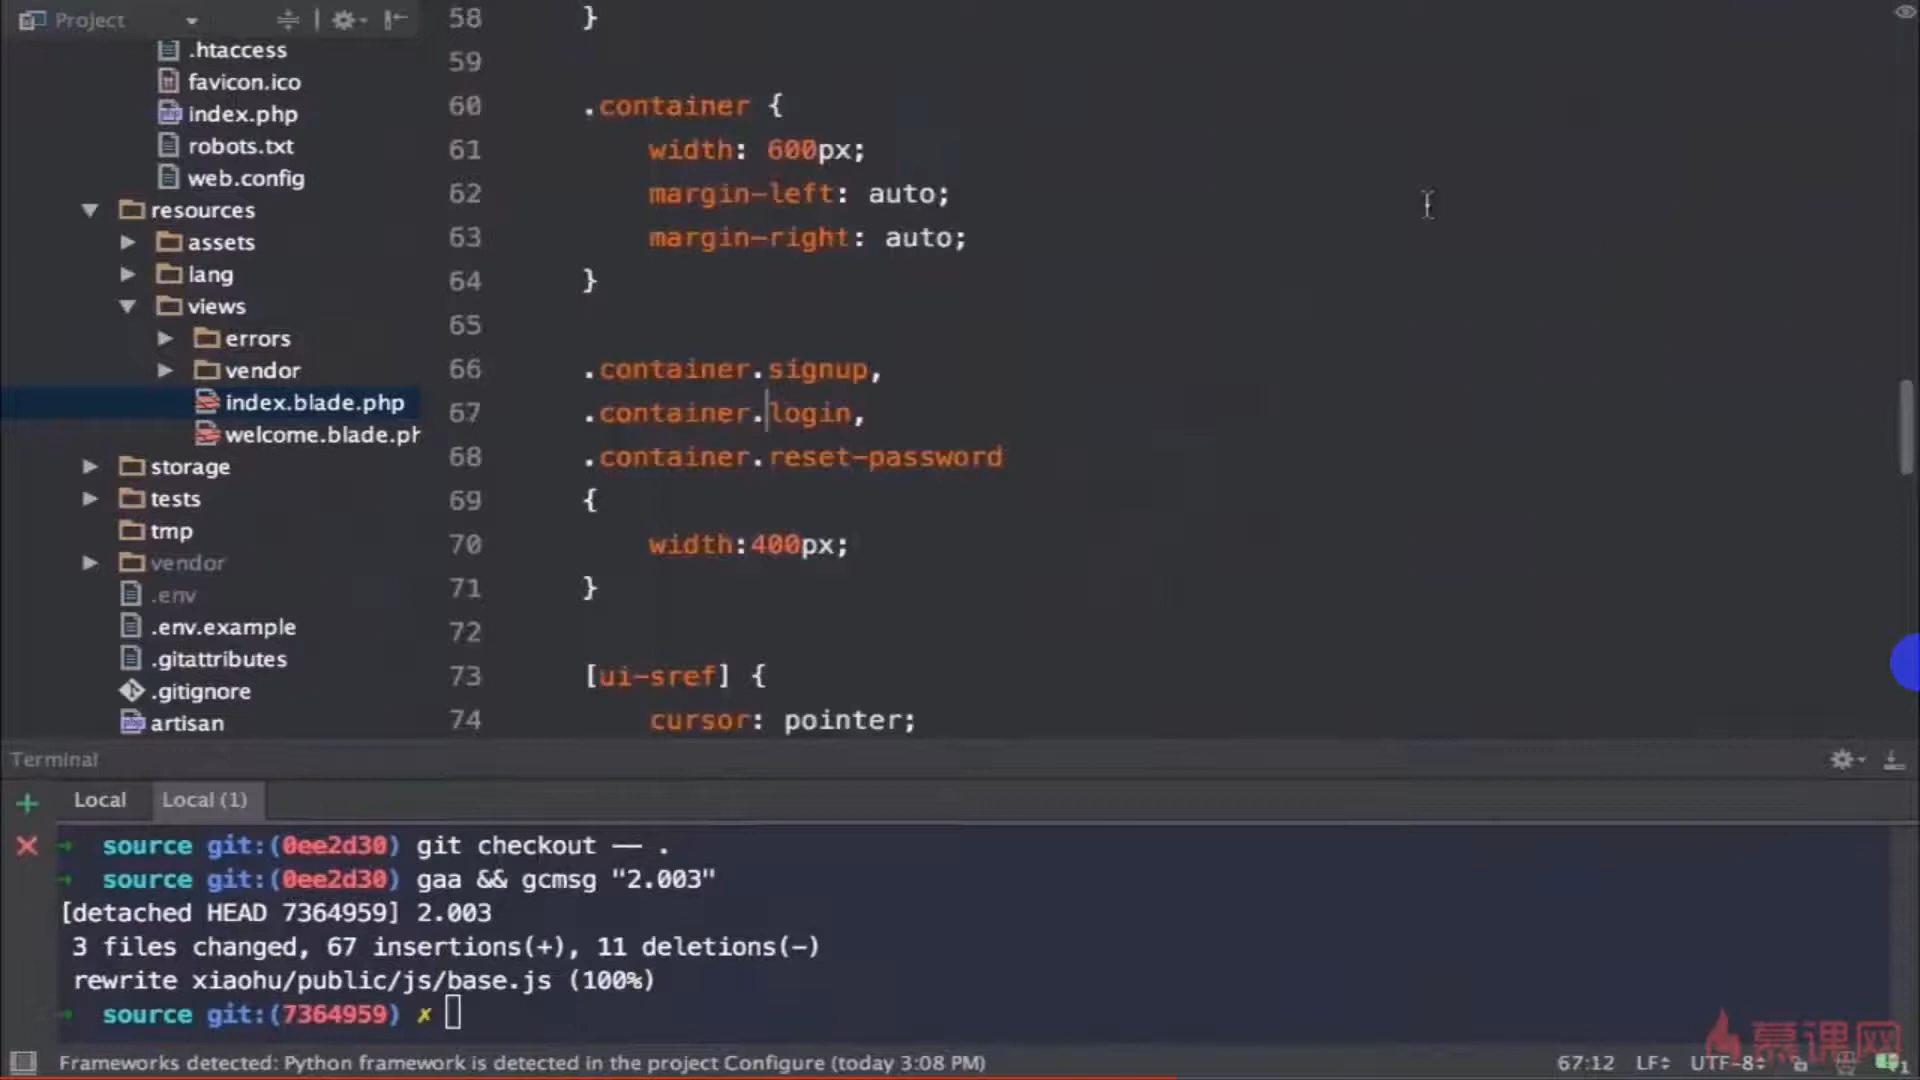 Project
.htaccess
favicon.ico
index.php
robots.txt
web.config
resources
assets
lang
views
errors
vendor
index.blade.php
welcome.blade.ph
storage
tests
tmp
vendor
.env
.env.example
.gitattributes
.gitignore
artisan
58 }
59
60 .container {
61 width: 600px;
62 margin-left: auto;
63 margin-right: auto;
64 }
65
66 .container.signup,
67 .container.login,
68 .container.reset-password
69 {
70 width:400px;
71 }
72
73 [ui-sref] {
74 cursor: pointer;
Terminal
Local Local (1)
source git:(0ee2d30) git checkout -- .
source git:(0ee2d30) gaa && gcmsg "2.003"
[detached HEAD 7364959] 2.003
3 files changed, 67 insertions(+), 11 deletions(-)
rewrite xiaohu/public/js/base.js (100%)
source git:(7364959) ✗
Frameworks detected: Python framework is detected in the project Configure (today 3:08 PM) 67:12 LF UTF-8
慕课网